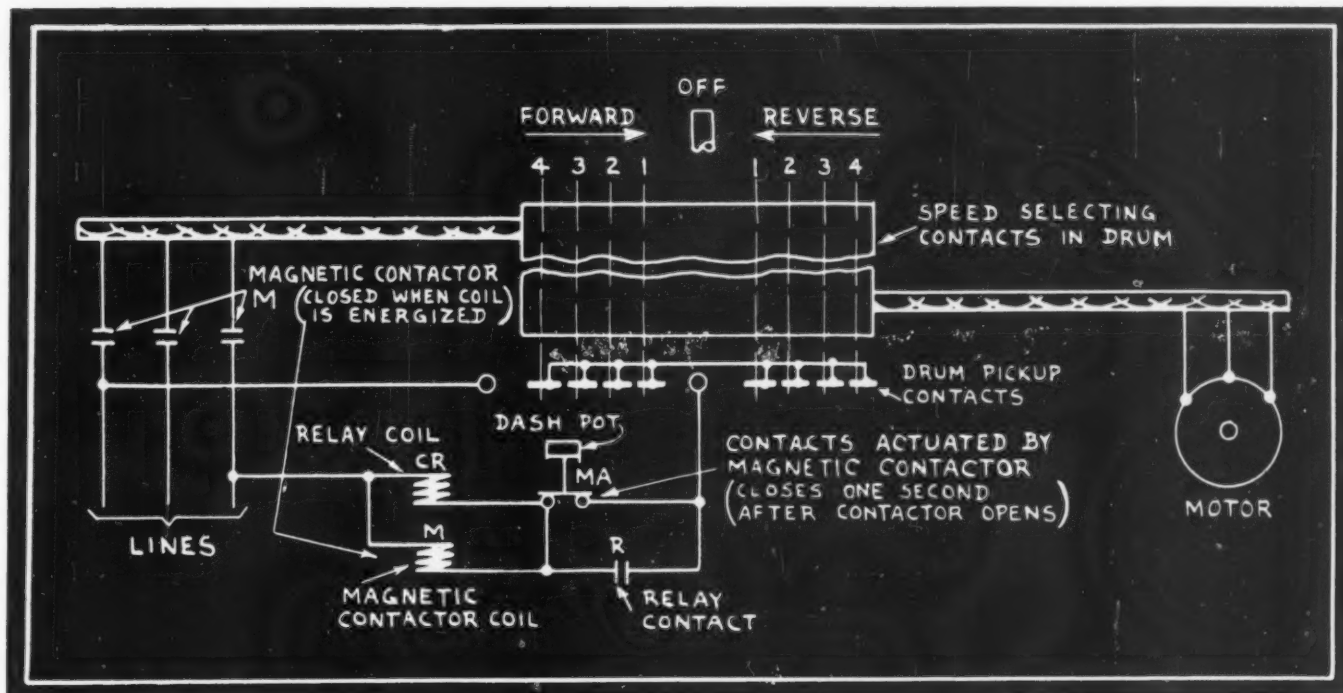 OFF
FORWARD
REVERSE
4 3 2 1
1 2 3 4
SPEED SELECTING
CONTACTS IN DRUM
MAGNETIC CONTACTOR
M (CLOSED WHEN COIL
IS ENERGIZED)
DRUM PICKUP
CONTACTS
DASH POT
RELAY COIL
CR
MA
CONTACTS ACTUATED BY
MAGNETIC CONTACTOR
(CLOSES ONE SECOND
AFTER CONTACTOR OPENS)
MOTOR
LINES
M
R
MAGNETIC
CONTACTOR COIL
RELAY
CONTACT